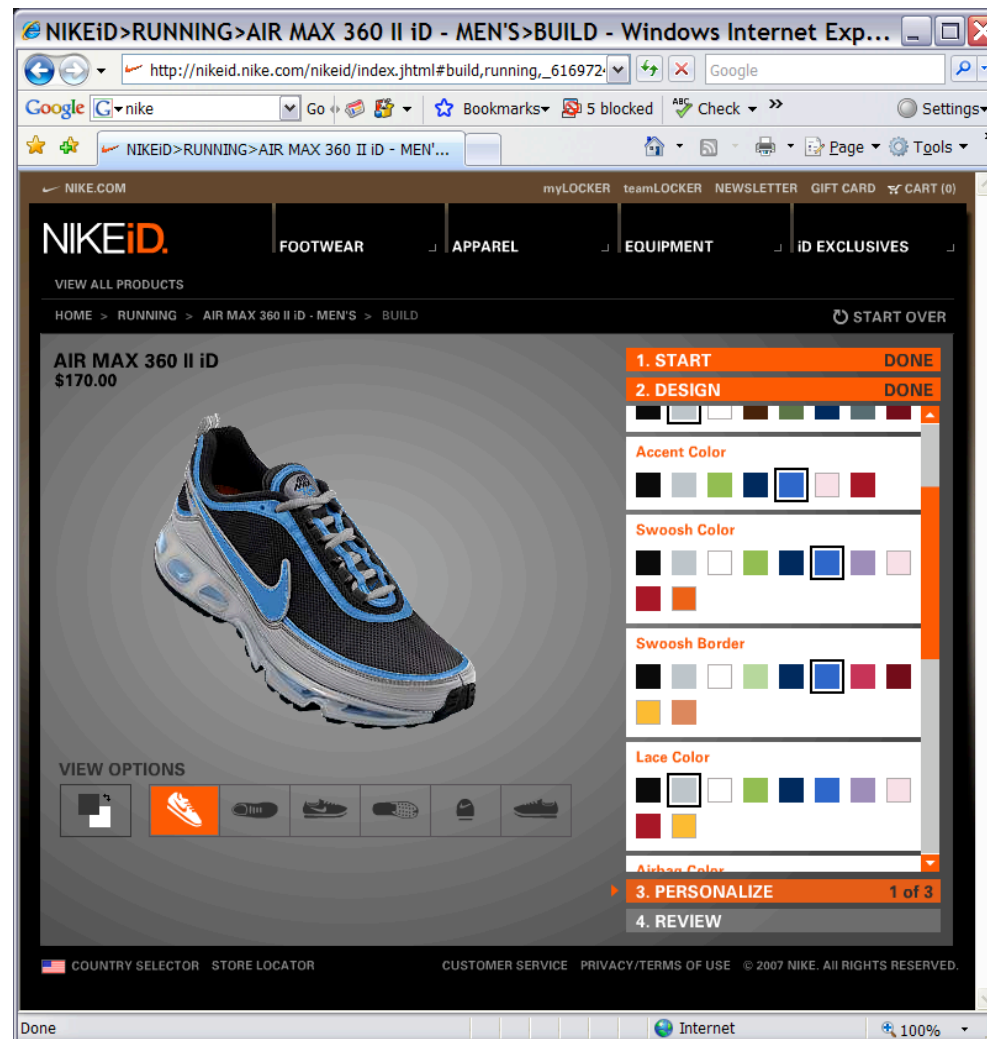 NIKEiD>RUNNING>AIR MAX 360 II iD - MEN'S>BUILD - Windows Internet Exp...
http://nikeid.nike.com/nikeid/index.jhtml#build,running,_6169724
Google
Google G nike Go Bookmarks 5 blocked ABC Check >> Settings
NIKEiD>RUNNING>AIR MAX 360 II iD - MEN'... Page Tools
NIKE.COM myLOCKER teamLOCKER NEWSLETTER GIFT CARD CART (0)
NIKEiD. FOOTWEAR APPAREL EQUIPMENT iD EXCLUSIVES
VIEW ALL PRODUCTS
HOME > RUNNING > AIR MAX 360 II iD - MEN'S > BUILD START OVER
AIR MAX 360 II iD
$170.00
1. START DONE
2. DESIGN DONE
Accent Color
Swoosh Color
Swoosh Border
Lace Color
Airbag Color
VIEW OPTIONS
3. PERSONALIZE 1 of 3
4. REVIEW
COUNTRY SELECTOR STORE LOCATOR CUSTOMER SERVICE PRIVACY/TERMS OF USE © 2007 NIKE. All RIGHTS RESERVED.
Done Internet 100%